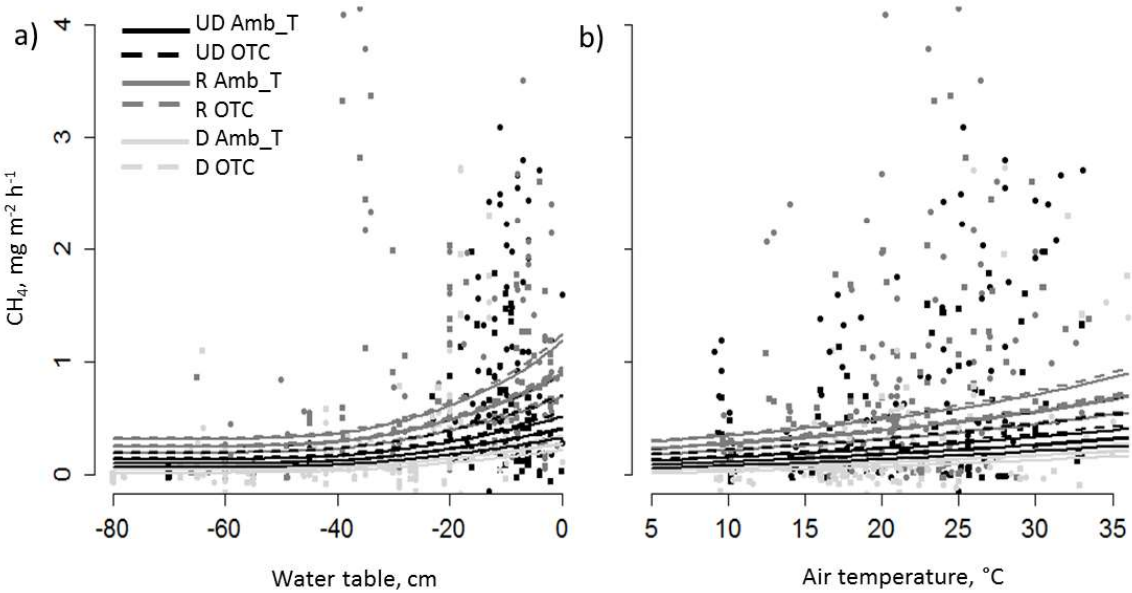 a)
UD Amb_T
UD OTC
R Amb_T
R OTC
D Amb_T
D OTC
CH4, mg m-2 h-1
4
3
2
1
0
-80 -60 -40 -20 0
Water table, cm
b)
5 10 15 20 25 30 35
Air temperature, °C